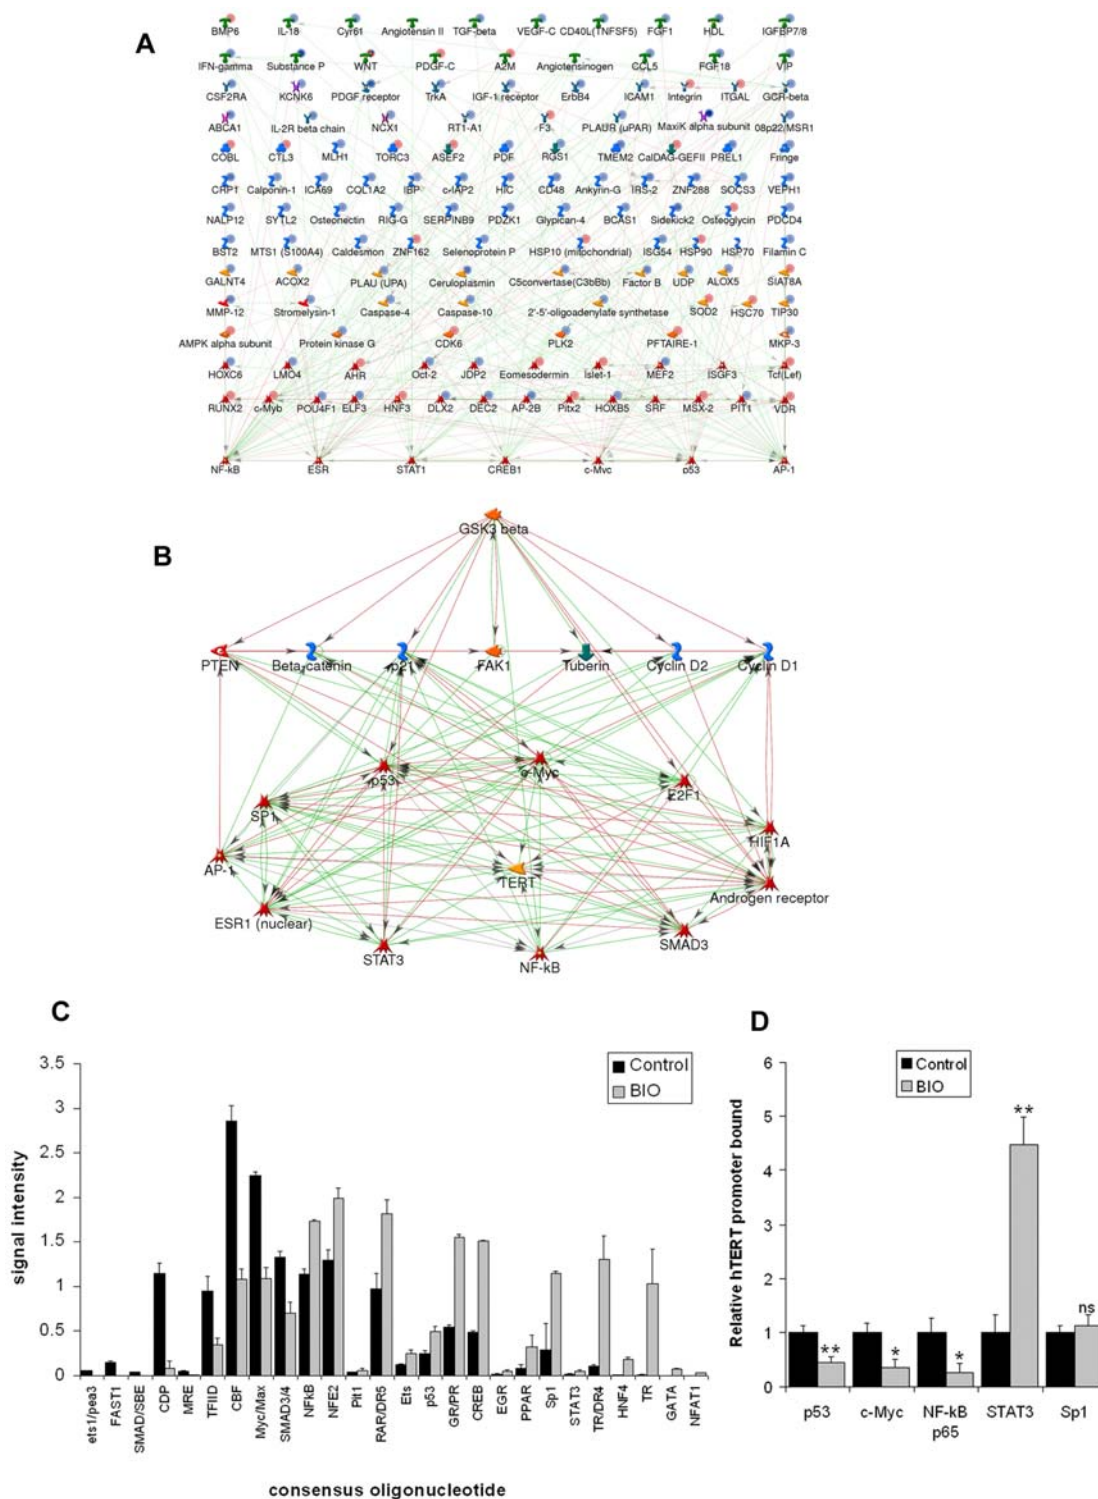 A
BMP6 IL-18 Cyr61 Angiotensin II TGF-beta VEGF-C CD40L(TNFSF5) FGF1 HDL IGFBP7/8
IFN-gamma Substance P WNT PDGF-C A2M Angiotensinogen CCL5 FGF18 VIP
CSF2RA KCNK6 PDGF receptor TrkA IGF-1 receptor ErbB4 ICAM1 Integrin ITGAL GCR-beta
ABCA1 IL-2R beta chain NCX1 RT1-A1 F3 PLAUR (uPAR) MaxiK alpha subunit 08p22/MSR1
COBL CTL3 MLH1 TORC3 ASEF2 PDF RGS1 TMEM2 CalDAG-GEFII PREL1 Fringe
CRP1 Calponin-1 ICA69 COL1A2 IBP c-IAP2 HIC CD48 Ankyrin-G IRS-2 ZNF288 SOCS3 VEPH1
NALP12 SYTL2 Osteonectin RIG-G SERPINB9 PDZK1 Glypican-4 BCAS1 Sidekick2 Osteoglycin PDCD4
BST2 MTS1 (S100A4) Caldesmon ZNF162 Selenoprotein P HSP10 (mitochondrial) ISG54 HSP90 HSP70 Filamin C
GALNT4 ACOX2 PLAU (UPA) Ceruloplasmin C5convertase(C3bBb) Factor B UDP ALOX5 SIAT8A
MMP-12 Stromelysin-1 Caspase-4 Caspase-10 2'-5'-oligoadenylate synthetase SOD2 HSC70 TIP30
AMPK alpha subunit Protein kinase G CDK6 PLK2 PFTAIRE-1 MKP-3
HOXC6 LMO4 AHR Oct-2 JDP2 Eomesodermin Islet-1 MEF2 ISGF3 Tcf(Lef)
RUNX2 c-Myb POU4F1 ELF3 HNF3 DLX2 DEC2 AP-2B Pitx2 HOXB5 SRF MSX-2 PIT1 VDR
NF-kB ESR STAT1 CREB1 c-Myc p53 AP-1
B
GSK3 beta
PTEN Beta-catenin p21 FAK1 Tuberin Cyclin D2 Cyclin D1
p53 c-Myc
E2F1
SP1
HIF1A
AP-1
TERT
Androgen receptor
ESR1 (nuclear)
SMAD3
STAT3 NF-kB
C
signal intensity
3.5
3
2.5
2
1.5
1
0.5
0
Control
BIO
ets1/pea3 FAST1 SMAD/SBE CDP MRE TFIID CBF Myc/Max SMAD3/4 NFkB NFE2 Pit1 RAR/DR5 Ets p53 GR/PR CREB EGR PPAR Sp1 STAT3 TR/DR4 HNF4 TR GATA NFAT1
consensus oligonucleotide
D
Relative hTERT promoter bound
6
5
4
3
2
1
0
Control
BIO
** * * ** ns
p53 c-Myc NF-kB STAT3 Sp1
p65